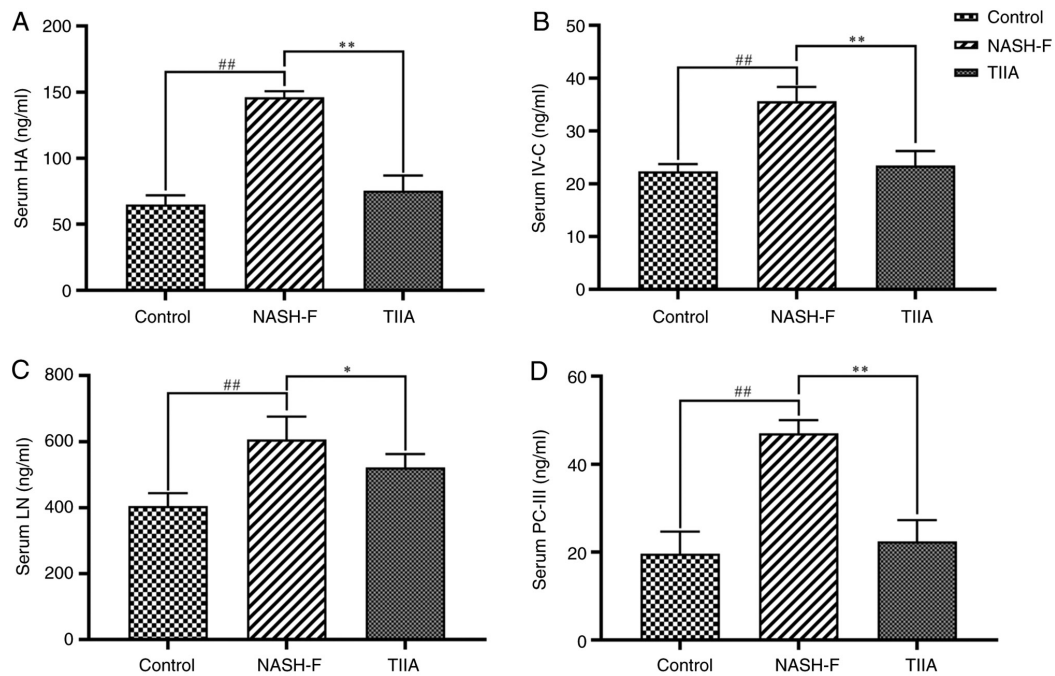 A
Serum HA (ng/ml)
200
150
100
50
0
##
**
Control
NASH-F
TIIA
B
Serum IV-C (ng/ml)
50
40
30
20
10
0
##
**
Control
NASH-F
TIIA
Control
NASH-F
TIIA
C
Serum LN (ng/ml)
800
600
400
200
0
##
*
Control
NASH-F
TIIA
D
Serum PC-III (ng/ml)
60
40
20
0
##
**
Control
NASH-F
TIIA